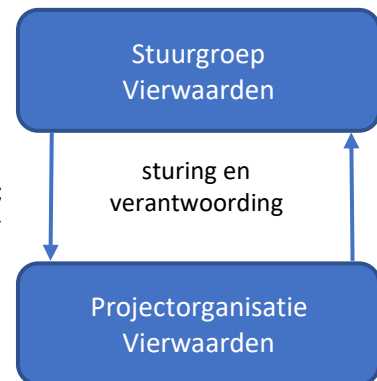 Stuurgroep
Vierwaarden
sturing en
verantwoording
Projectorganisatie
Vierwaarden